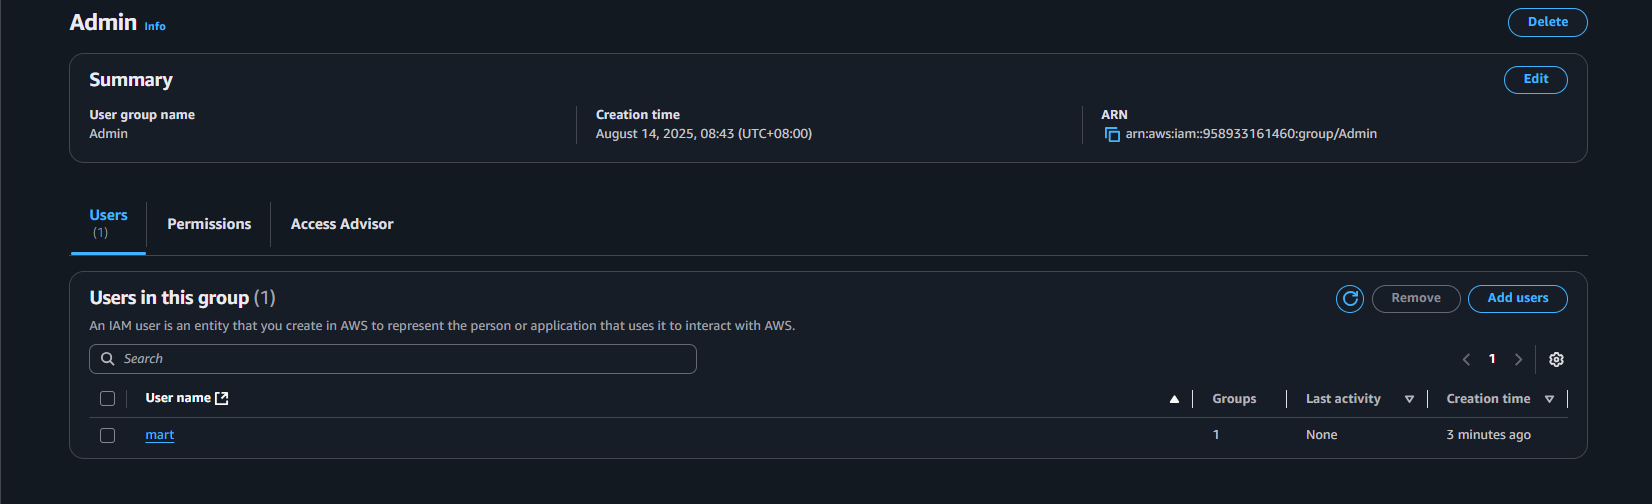 Admin Info
Delete
Summary
Edit
User group name
Admin
Creation time
August 14, 2025, 08:43 (UTC+08:00)
ARN
arn:aws:iam::958933161460:group/Admin
Users
(1)
Permissions
Access Advisor
Users in this group (1)
Remove
Add users
An IAM user is an entity that you create in AWS to represent the person or application that uses it to interact with AWS.
Search
1
User name
Groups
Last activity
Creation time
mart
1
None
3 minutes ago